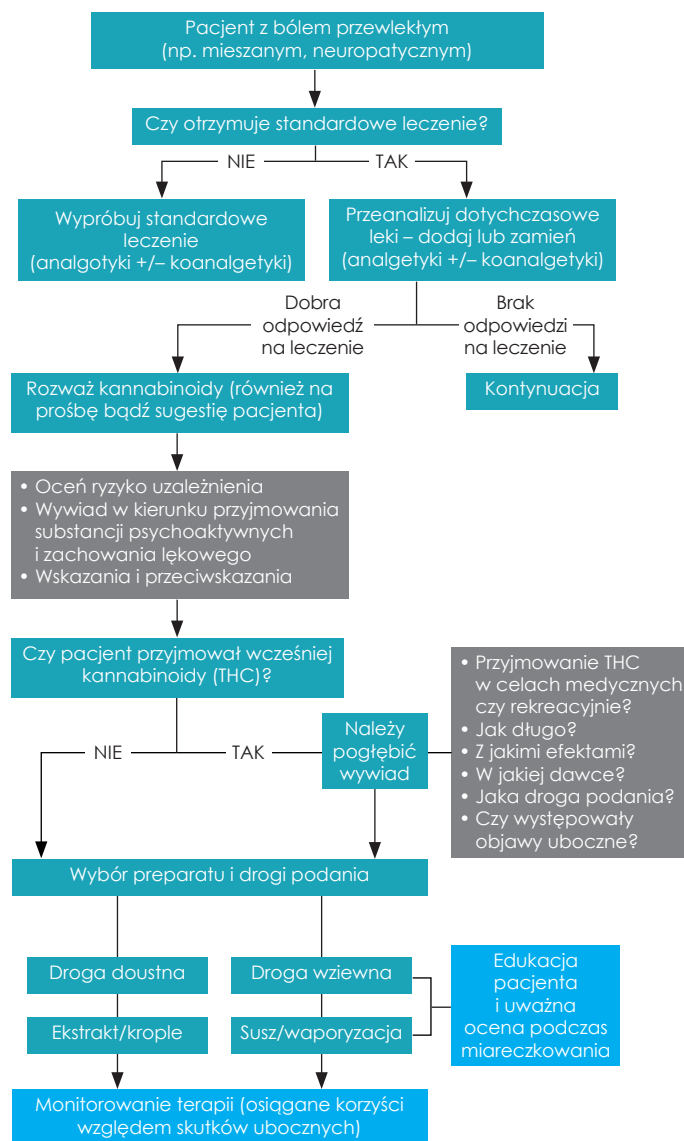 Pacjent z bólem przewlekłym
(np. mieszanym, neuropatycznym)
Czy otrzymuje standardowe leczenie?
NIE
TAK
Wypróbuj standardowe
leczenie
(analgotyki +/– koanalgetyki)
Przeanalizuj dotychczasowe
leki – dodaj lub zamień
(analgetyki +/– koanalgetyki)
Dobra
odpowiedź
na leczenie
Brak
odpowiedzi
na leczenie
Rozważ kannabinoidy (również na
prośbę bądź sugestię pacjenta)
Kontynuacja
• Oceń ryzyko uzależnienia
• Wywiad w kierunku przyjmowania
substancji psychoaktywnych
i zachowania lękowego
• Wskazania i przeciwskazania
Czy pacjent przyjmował wcześniej
kannabinoidy (THC)?
NIE
TAK
Należy
pogłębić
wywiad
• Przyjmowanie THC
w celach medycznych
czy rekreacyjnie?
• Jak długo?
• Z jakimi efektami?
• W jakiej dawce?
• Jaka droga podania?
• Czy występowały
objawy uboczne?
Wybór preparatu i drogi podania
Droga doustna
Droga wziewna
Ekstrakt/krople
Susz/waporyzacja
Edukacja
pacjenta
i uważna
ocena podczas
miareczkowania
Monitorowanie terapii (osiągane korzyści
względem skutków ubocznych)